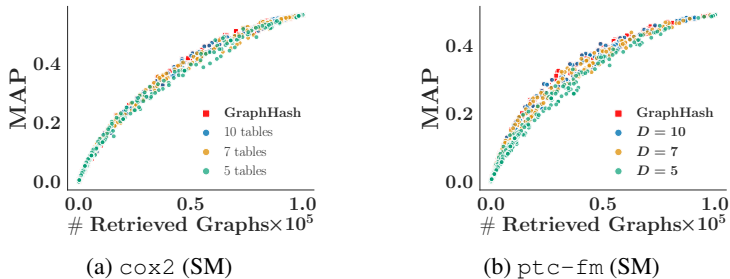 MAP
0.4
0.2
0.0
GraphHash
10 tables
7 tables
5 tables
0.0 0.5 1.0
# Retrieved Graphs×10^5
(a) cox2 (SM)
MAP
0.4
0.2
0.0
GraphHash
D = 10
D = 7
D = 5
0.0 0.5 1.0
# Retrieved Graphs×10^5
(b) ptc-fm (SM)